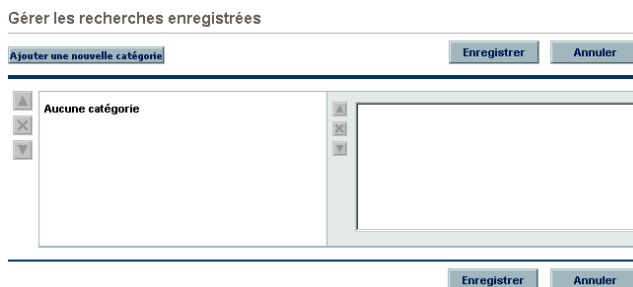 Gérer les recherches enregistrées
Ajouter une nouvelle catégorie
Enregistrer Annuler
Aucune catégorie
Enregistrer Annuler